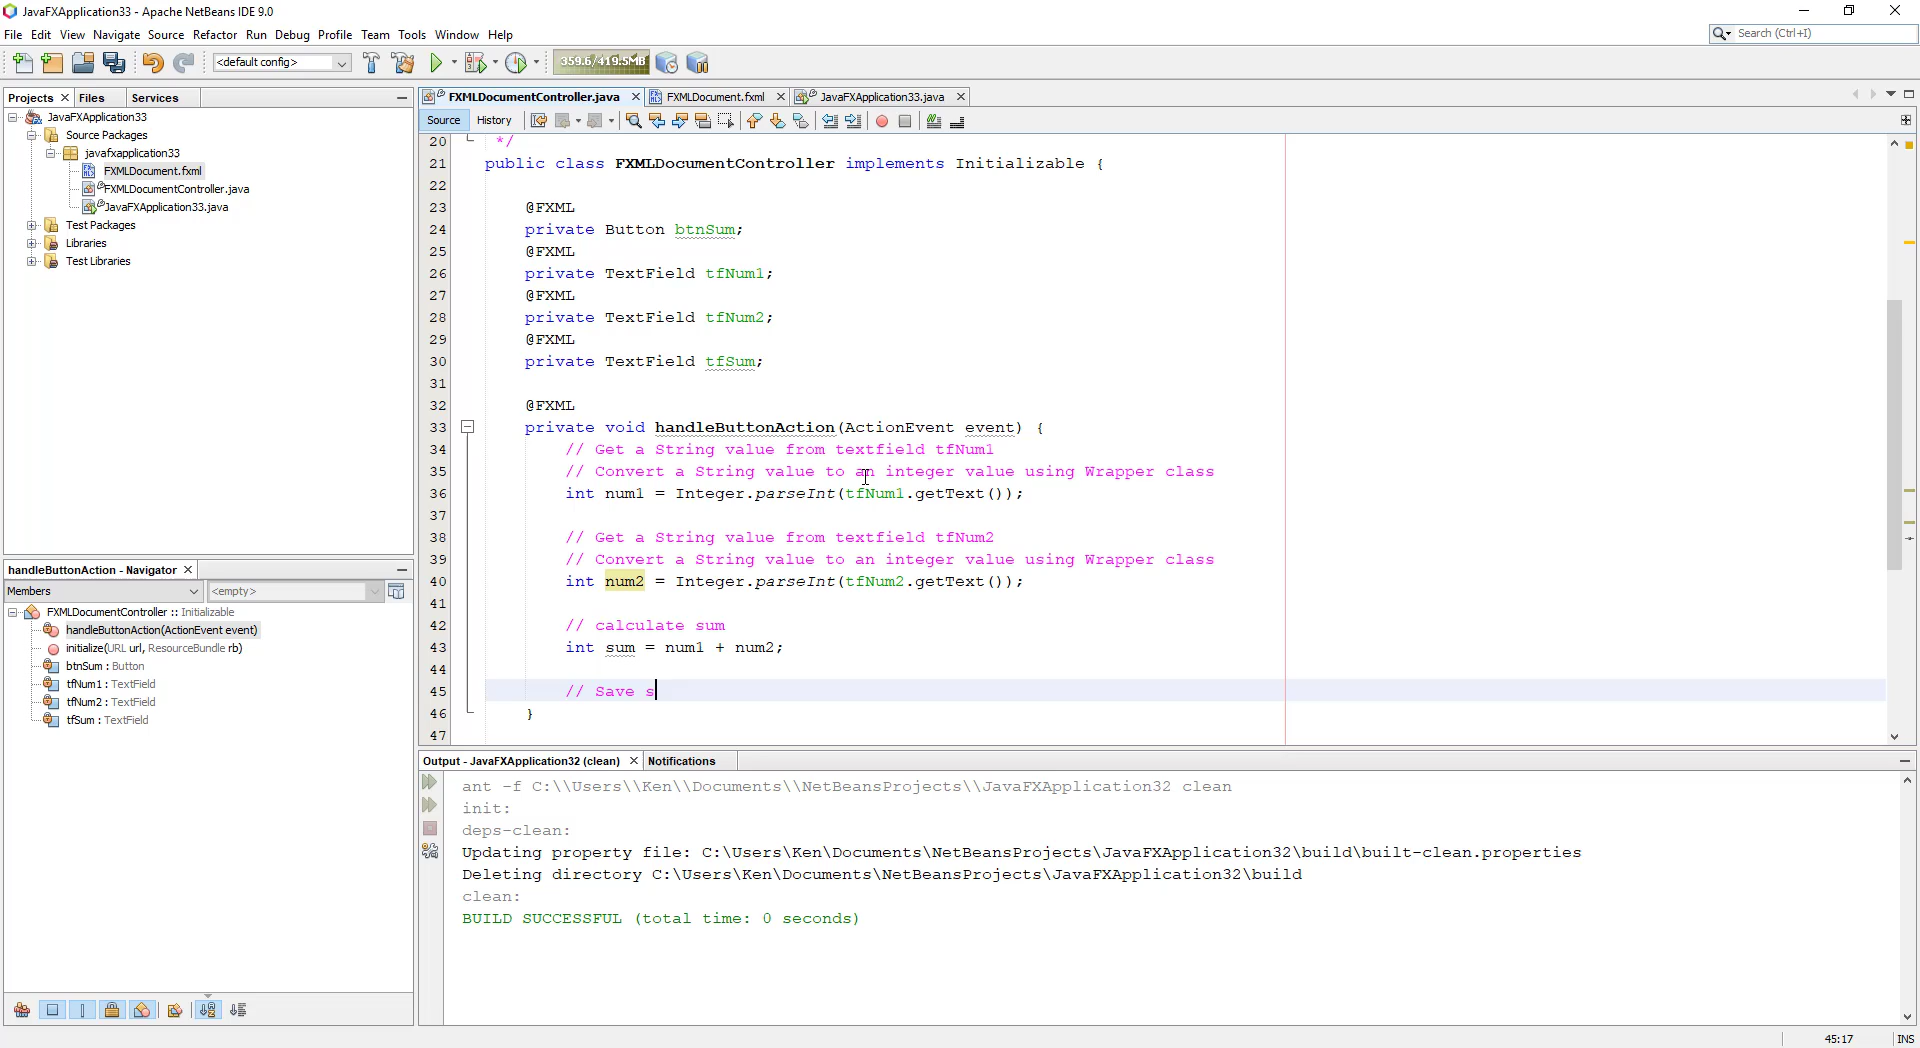 JavaFXApplication33 - Apache NetBeans IDE 9.0
File Edit View Navigate Source Refactor Run Debug Profile Team Tools Window Help
Search (Ctrl+I)
<default config>
359.6/419.5MB
Projects Files Services
FXMLDocumentController.java FXMLDocument.fxml JavaFXApplication33.java
Source History
JavaFXApplication33
Source Packages
javafxapplication33
FXMLDocument.fxml
FXMLDocumentController.java
JavaFXApplication33.java
Test Packages
Libraries
Test Libraries
20 */
21 public class FXMLDocumentController implements Initializable {
22
23 @FXML
24 private Button btnSum;
25 @FXML
26 private TextField tfNum1;
27 @FXML
28 private TextField tfNum2;
29 @FXML
30 private TextField tfSum;
31
32 @FXML
33 private void handleButtonAction(ActionEvent event) {
34 // Get a String value from textfield tfNum1
35 // Convert a String value to an integer value using Wrapper class
36 int num1 = Integer.parseInt(tfNum1.getText());
37
38 // Get a String value from textfield tfNum2
39 // Convert a String value to an integer value using Wrapper class
40 int num2 = Integer.parseInt(tfNum2.getText());
41
42 // calculate sum
43 int sum = num1 + num2;
44
45 // Save s
46 }
47
handleButtonAction - Navigator
Members <empty>
FXMLDocumentController :: Initializable
handleButtonAction(ActionEvent event)
initialize(URL url, ResourceBundle rb)
btnSum : Button
tfNum1 : TextField
tfNum2 : TextField
tfSum : TextField
Output - JavaFXApplication32 (clean) Notifications
ant -f C:\\Users\\Ken\\Documents\\NetBeansProjects\\JavaFXApplication32 clean
init:
deps-clean:
Updating property file: C:\Users\Ken\Documents\NetBeansProjects\JavaFXApplication32\build\built-clean.properties
Deleting directory C:\Users\Ken\Documents\NetBeansProjects\JavaFXApplication32\build
clean:
BUILD SUCCESSFUL (total time: 0 seconds)
45:17 INS